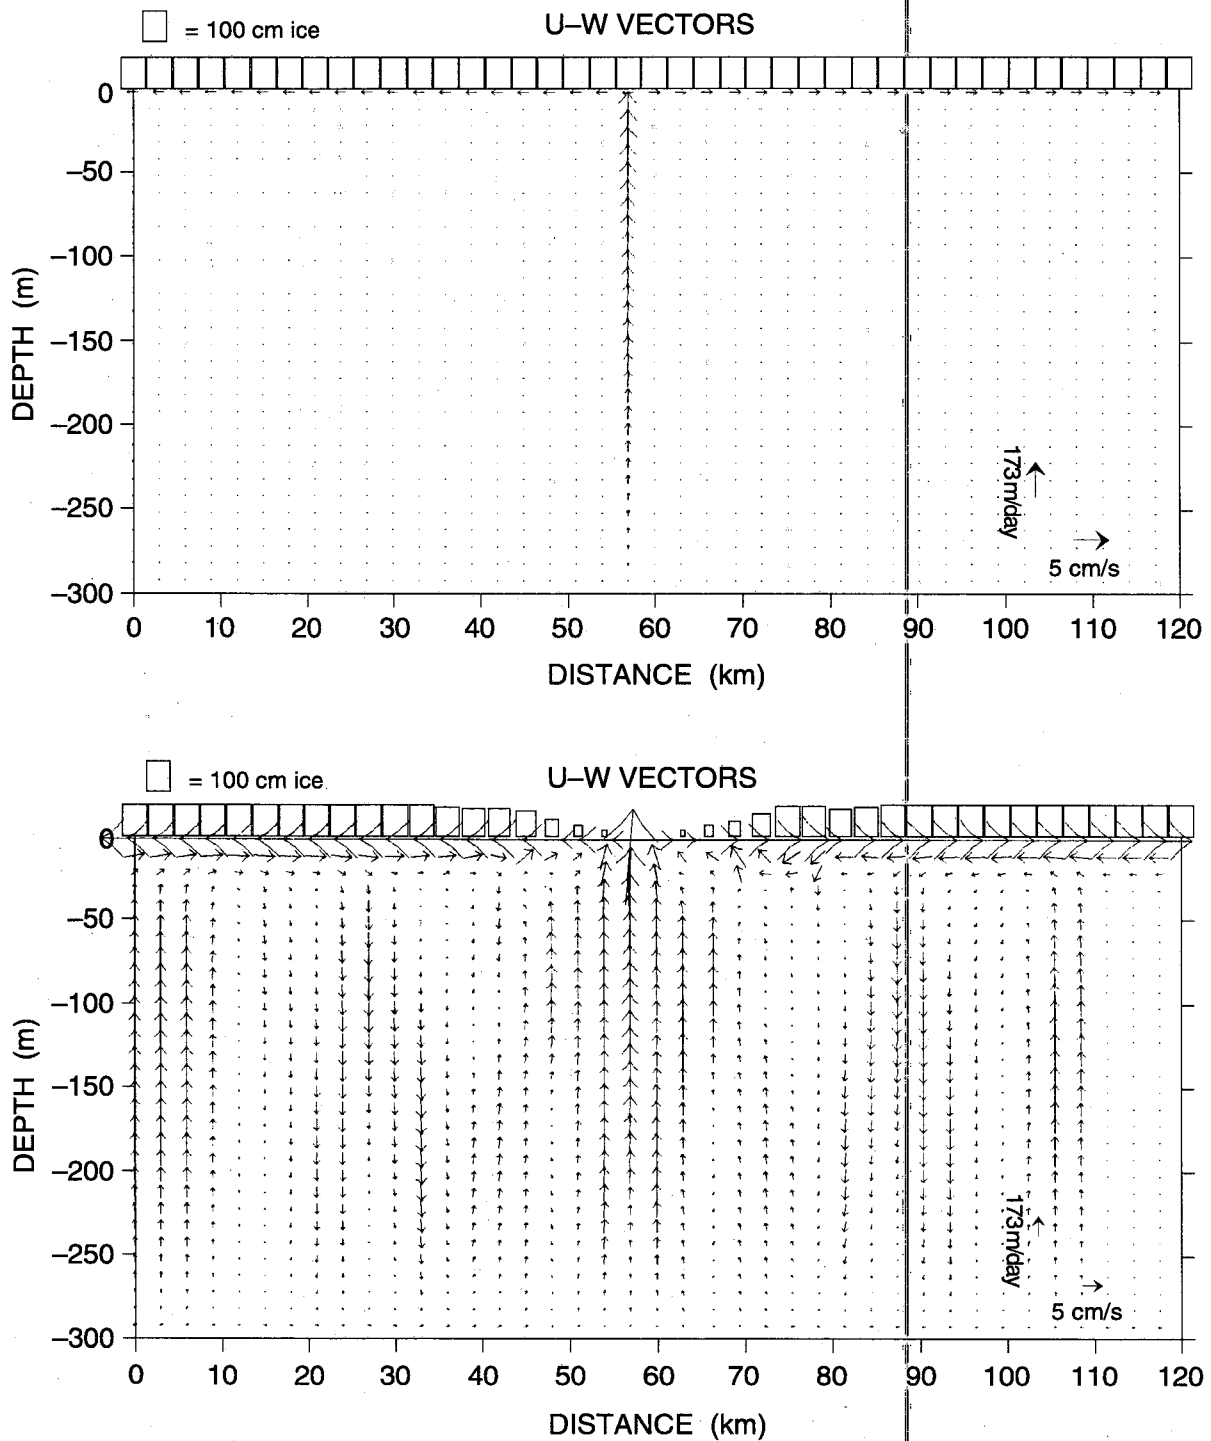 = 100 cm ice
U–W VECTORS
0
–50
–100
–150
–200
–250
–300
DEPTH (m)
173m/day
5 cm/s
0 10 20 30 40 50 60 70 80 90 100 110 120
DISTANCE (km)
= 100 cm ice
U–W VECTORS
0
–50
–100
–150
–200
–250
–300
DEPTH (m)
173m/day
5 cm/s
0 10 20 30 40 50 60 70 80 90 100 110 120
DISTANCE (km)